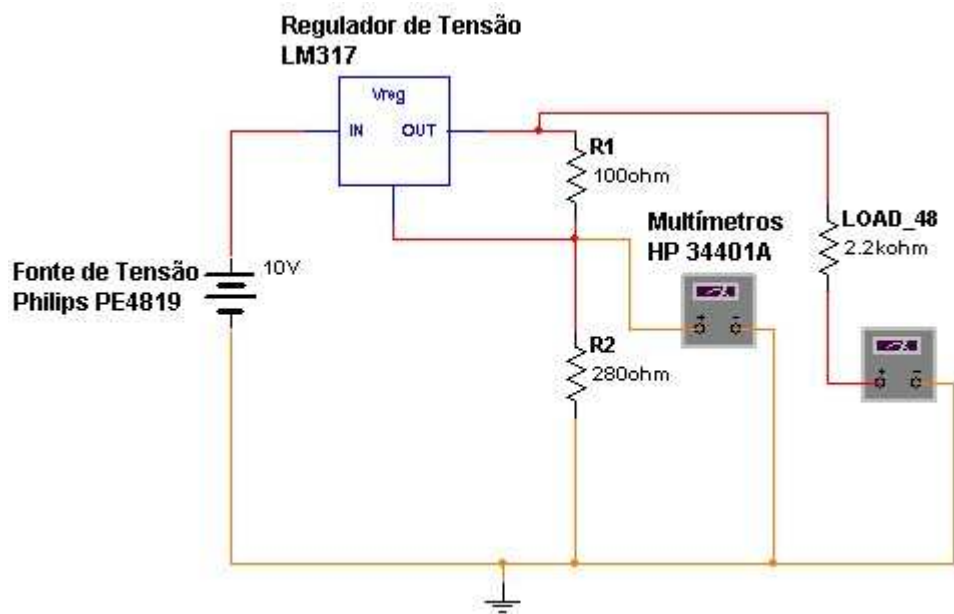 Regulador de Tensão
LM317
Vreg
IN OUT
R1
100ohm
Multímetros
HP 34401A
LOAD_48
2.2kohm
Fonte de Tensão
Philips PE4819
10V
R2
280ohm